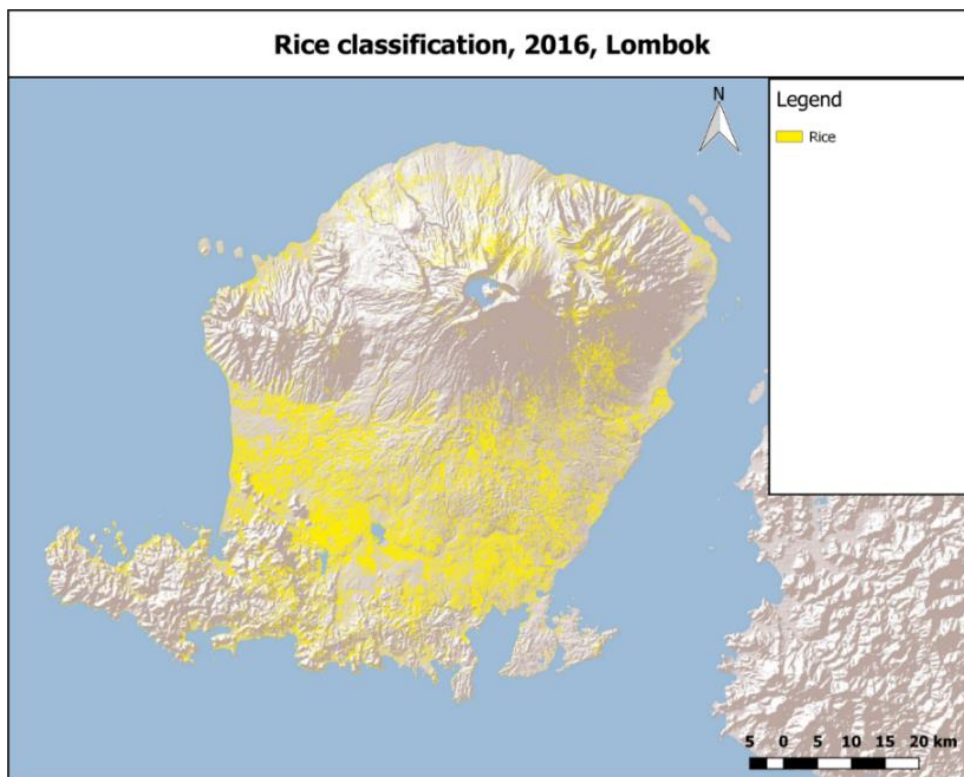 Rice classification, 2016, Lombok
N
Legend
Rice
5 0 5 10 15 20 km